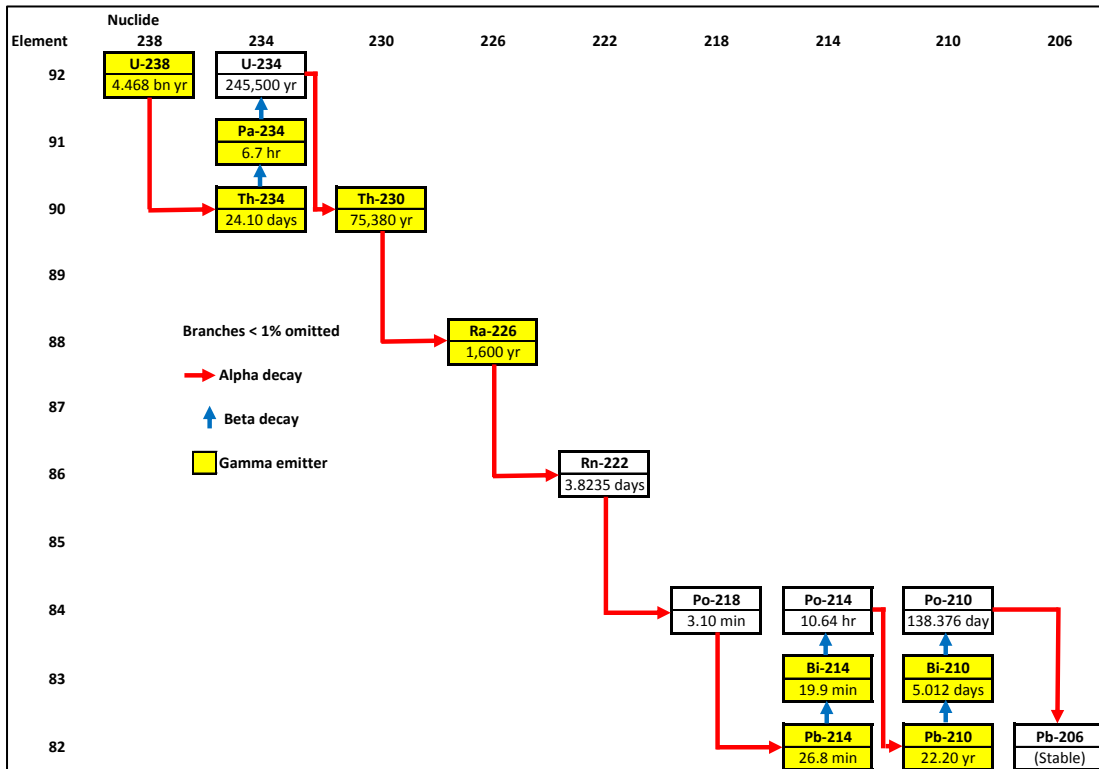 Nuclide
Element 238 234 230 226 222 218 214 210 206
92 U-238 U-234
4.468 bn yr 245,500 yr
91 Pa-234
6.7 hr
90 Th-234 Th-230
24.10 days 75,380 yr
89
Branches < 1% omitted
88 Ra-226
1,600 yr
Alpha decay
87
Beta decay
Gamma emitter
86 Rn-222
3.8235 days
85
84 Po-218 Po-214 Po-210
3.10 min 10.64 hr 138.376 day
83 Bi-214 Bi-210
19.9 min 5.012 days
82 Pb-214 Pb-210 Pb-206
26.8 min 22.20 yr (Stable)